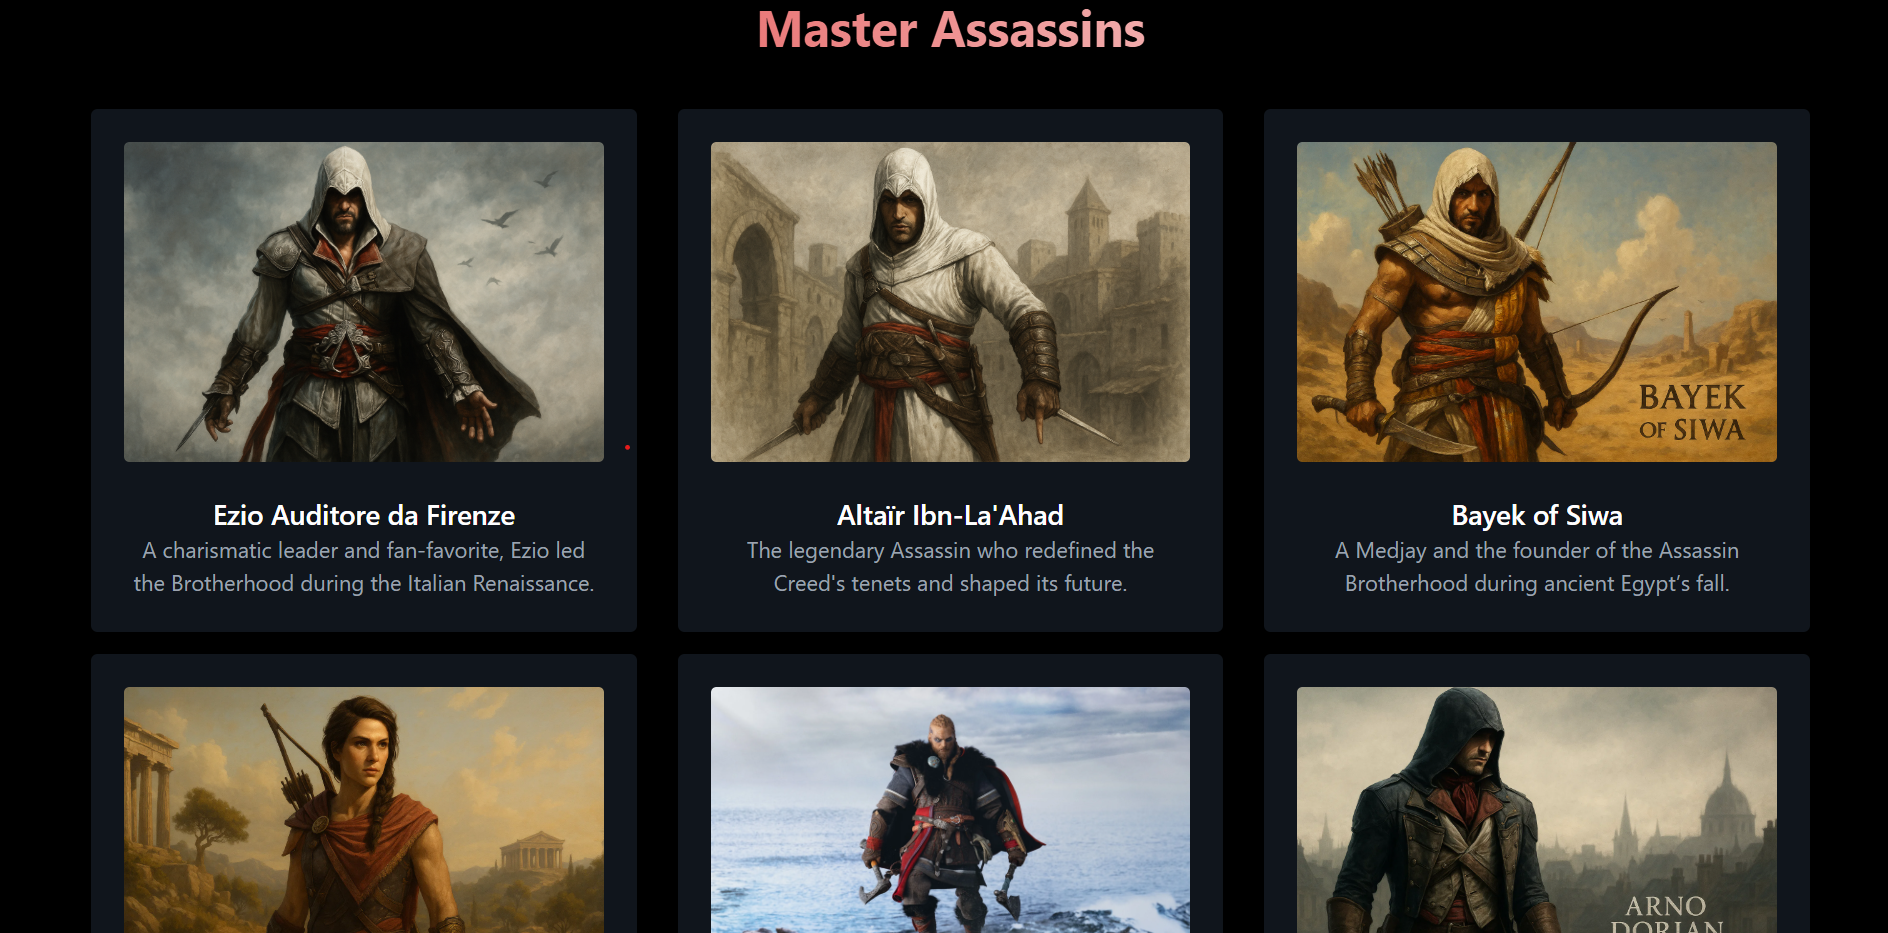 Master Assassins
BAYEK
OF SIWA
Ezio Auditore da Firenze
A charismatic leader and fan-favorite, Ezio led
the Brotherhood during the Italian Renaissance.
Altaïr Ibn-La'Ahad
The legendary Assassin who redefined the
Creed's tenets and shaped its future.
Bayek of Siwa
A Medjay and the founder of the Assassin
Brotherhood during ancient Egypt’s fall.
ARNO
DORIAN